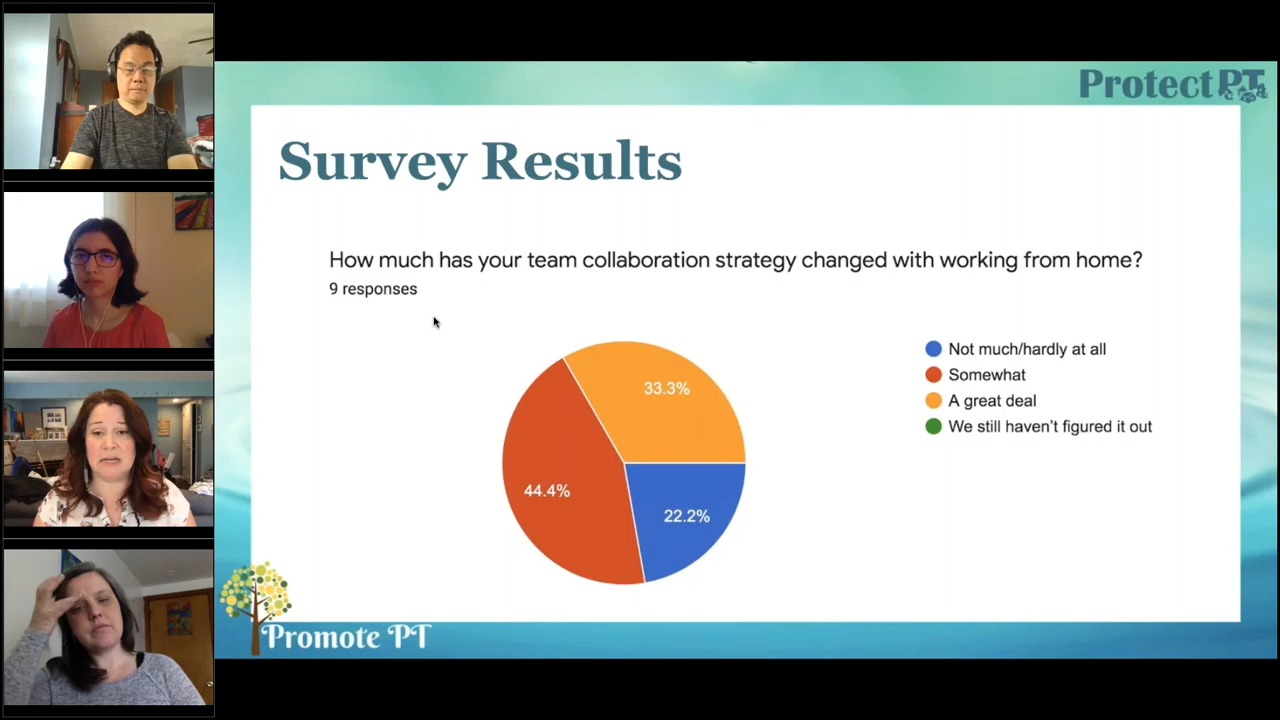 ProtectPT
Survey Results
How much has your team collaboration strategy changed with working from home?
9 responses
Not much/hardly at all
Somewhat
A great deal
We still haven't figured it out
33.3%
44.4%
22.2%
Promote PT